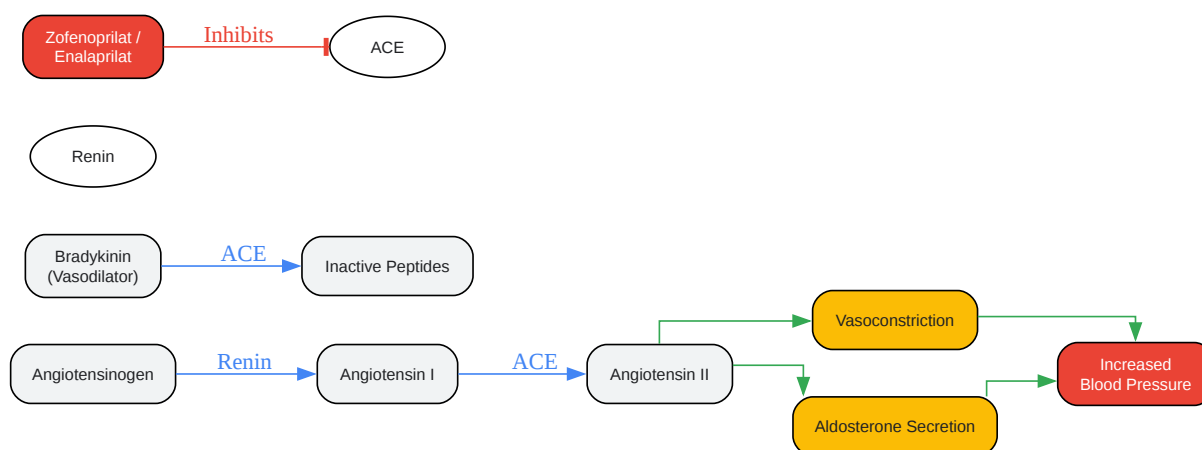 Zofenoprilat /
Enalaprilat
Inhibits
ACE
Renin
Bradykinin
(Vasodilator)
ACE
Inactive Peptides
Angiotensinogen
Renin
Angiotensin I
ACE
Angiotensin II
Vasoconstriction
Aldosterone Secretion
Increased
Blood Pressure